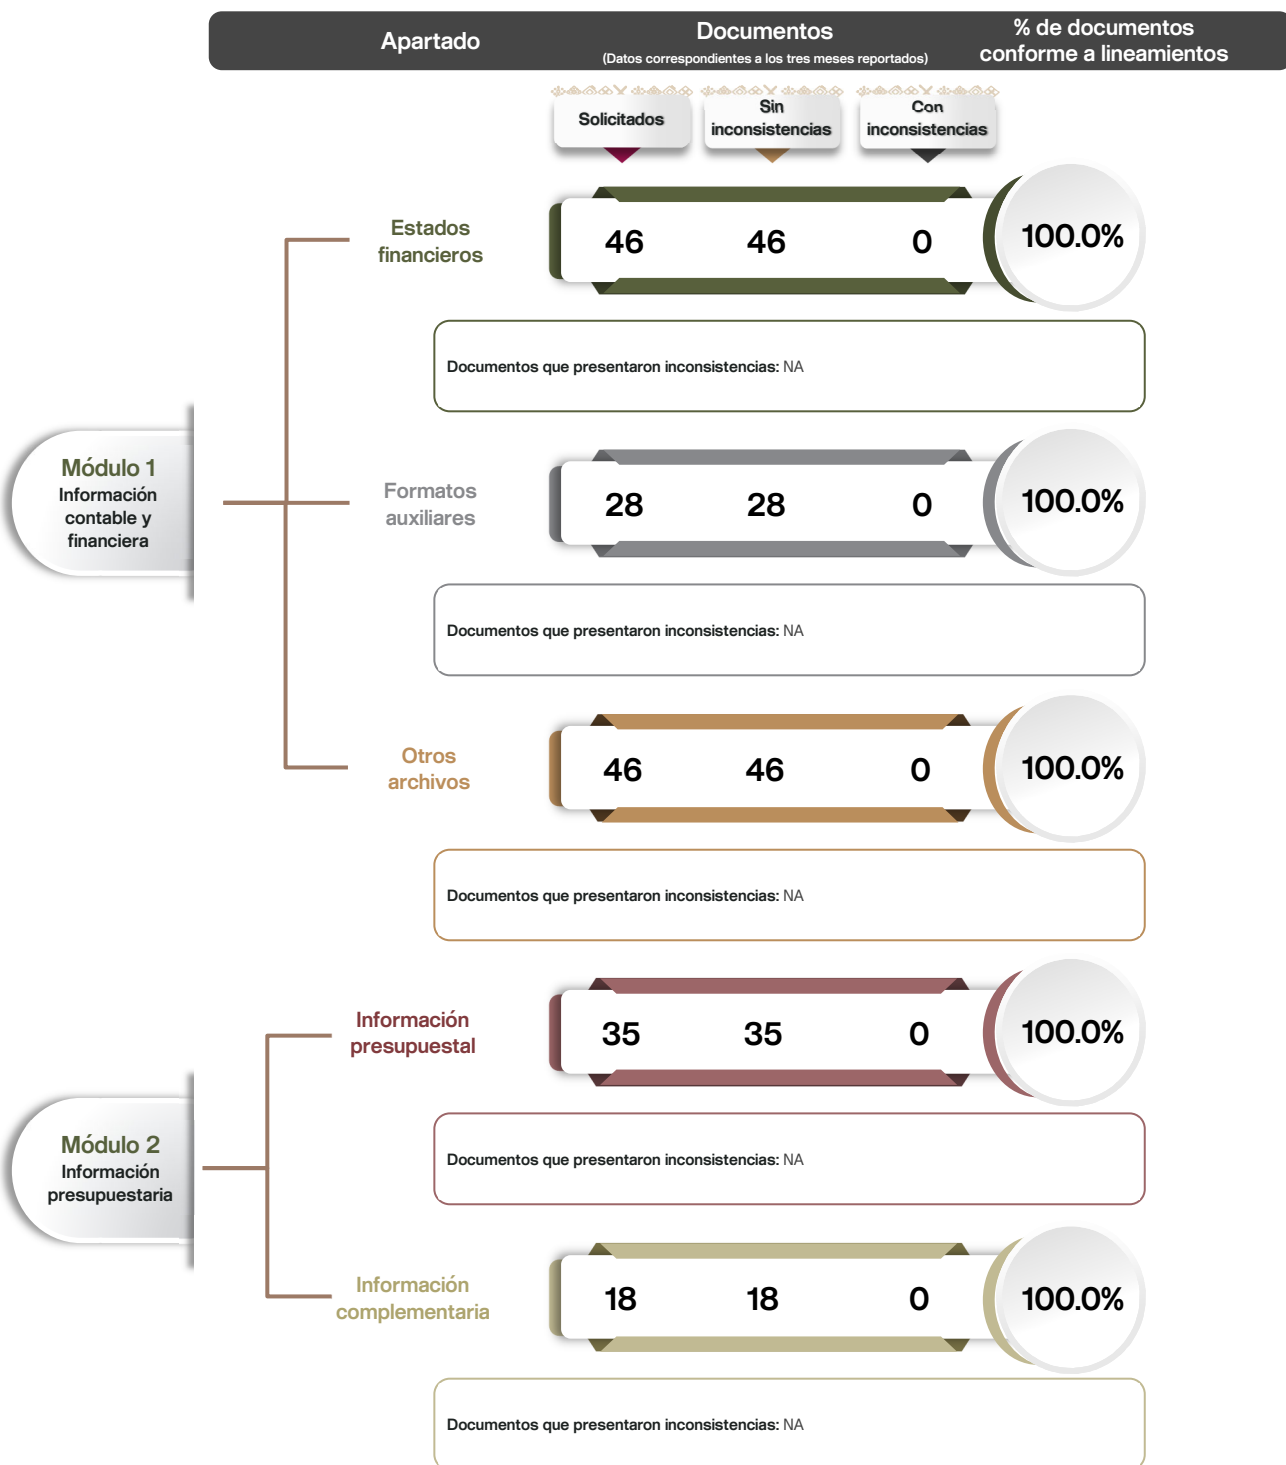 Apartado
Documentos
(Datos correspondientes a los tres meses reportados)
% de documentos
conforme a lineamientos
Solicitados
Sin
inconsistencias
Con
inconsistencias
Módulo 1
Información
contable y
financiera
Estados
financieros
46 46 0 100.0%
Documentos que presentaron inconsistencias: NA
Formatos
auxiliares
28 28 0 100.0%
Documentos que presentaron inconsistencias: NA
Otros
archivos
46 46 0 100.0%
Documentos que presentaron inconsistencias: NA
Módulo 2
Información
presupuestaria
Información
presupuestal
35 35 0 100.0%
Documentos que presentaron inconsistencias: NA
Información
complementaria
18 18 0 100.0%
Documentos que presentaron inconsistencias: NA